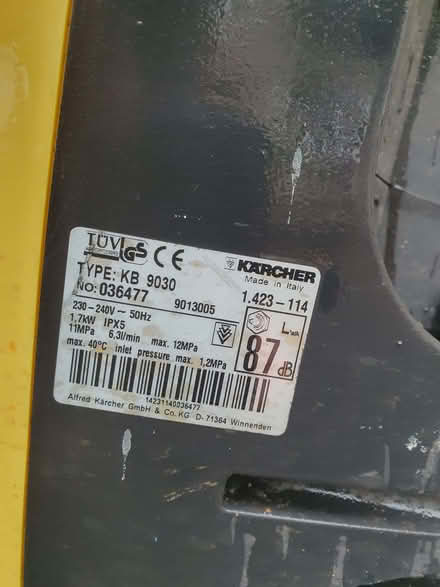 TÜV GS CE
KÄRCHER
Made in Italy
TYPE: KB 9030
No: 036477
9013005
1.423-114
230-240V ~ 50Hz
1,7kW IPX5
11MPa 6,3l/min max. 12MPa
max. 40°C inlet pressure max. 1,2MPa
LWA
87 dB
14231140036477
Alfred Kärcher GmbH & Co. KG D-71364 Winnenden